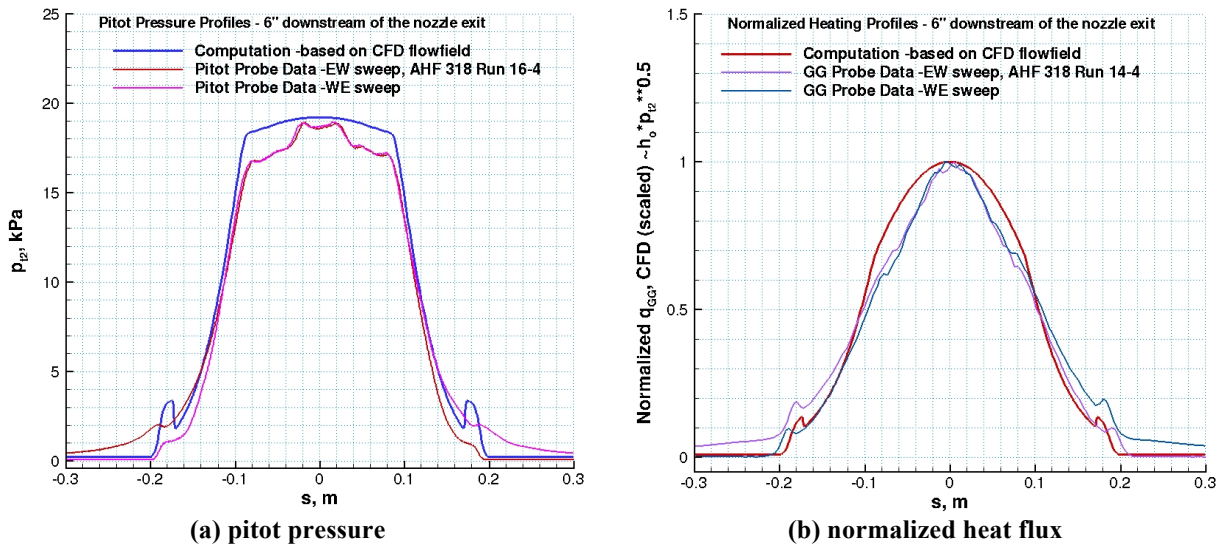 Pitot Pressure Profiles - 6" downstream of the nozzle exit
Computation -based on CFD flowfield
Pitot Probe Data -EW sweep, AHF 318 Run 16-4
Pitot Probe Data -WE sweep
25
20
15
10
5
0
p_t2, kPa
-0.3 -0.2 -0.1 0 0.1 0.2 0.3
s, m
(a) pitot pressure
Normalized Heating Profiles - 6" downstream of the nozzle exit
Computation -based on CFD flowfield
GG Probe Data -EW sweep, AHF 318 Run 14-4
GG Probe Data -WE sweep
1.5
1
0.5
0
Normalized q_GG, CFD (scaled) ~h_o*p_t2**0.5
-0.3 -0.2 -0.1 0 0.1 0.2 0.3
s, m
(b) normalized heat flux